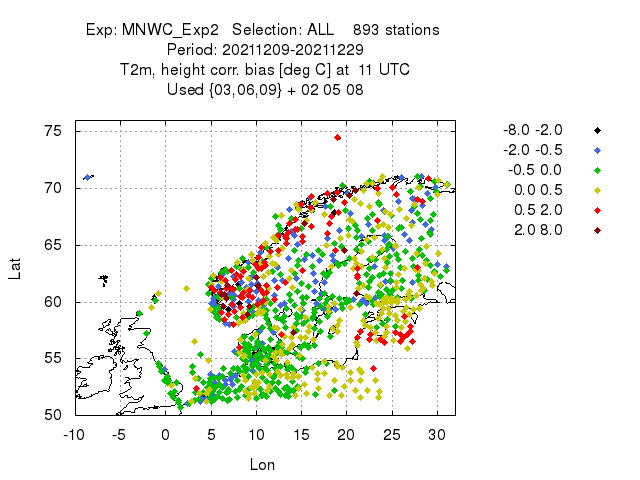 Exp: MNWC_Exp2   Selection: ALL    893 stations
Period: 20211209-20211229
T2m, height corr. bias [deg C] at  11 UTC
Used {03,06,09} + 02 05 08
-8.0 -2.0
-2.0 -0.5
-0.5 0.0
0.0 0.5
0.5 2.0
2.0 8.0
75
70
65
60
55
50
Lat
-10 -5 0 5 10 15 20 25 30
Lon